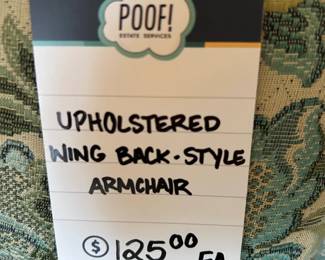 POOF!
ESTATE SERVICES
UPHOLSTERED
WING BACK-STYLE
ARMCHAIR
$ 125.00 EA